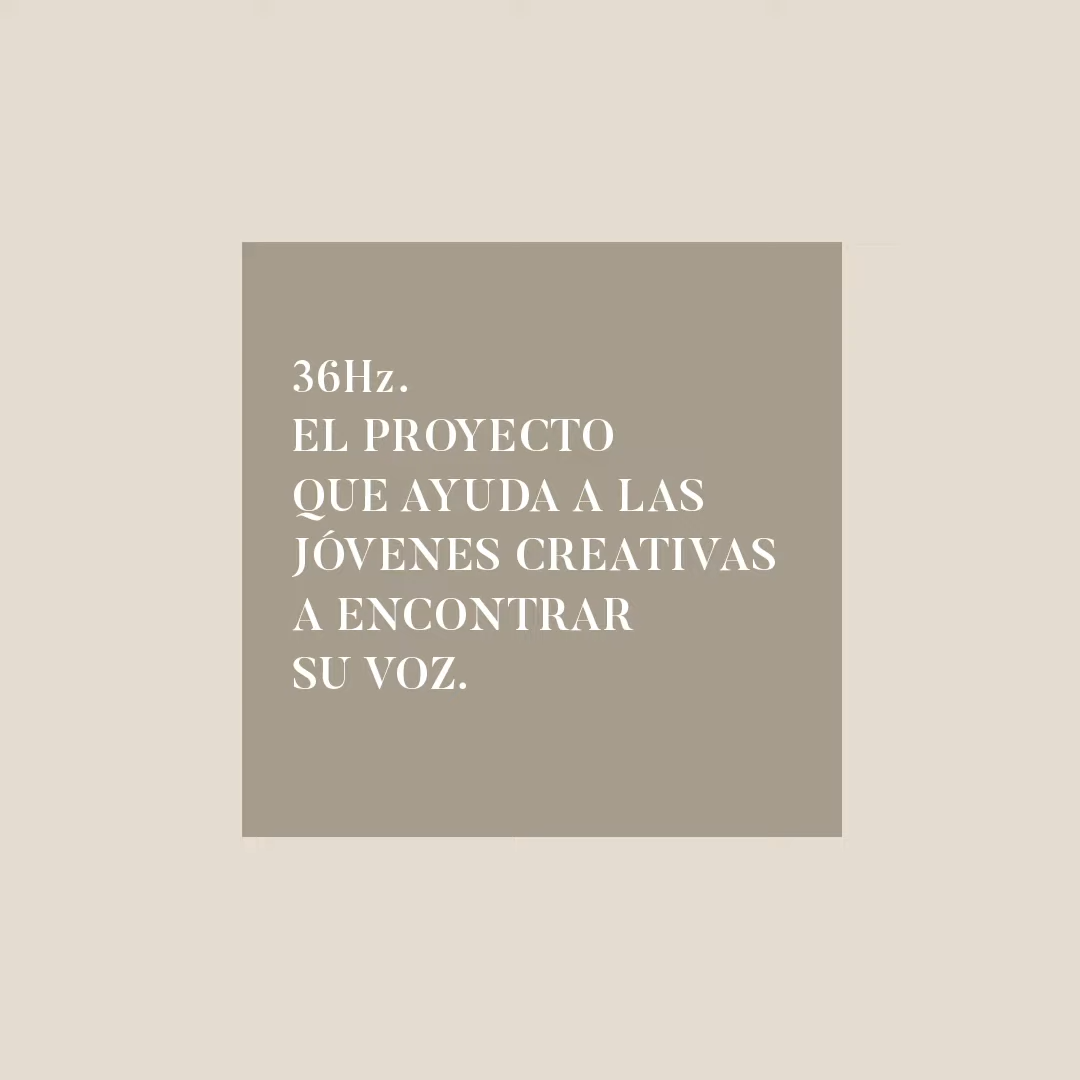 36Hz.
EL PROYECTO
QUE AYUDA A LAS
JÓVENES CREATIVAS
A ENCONTRAR
SU VOZ.